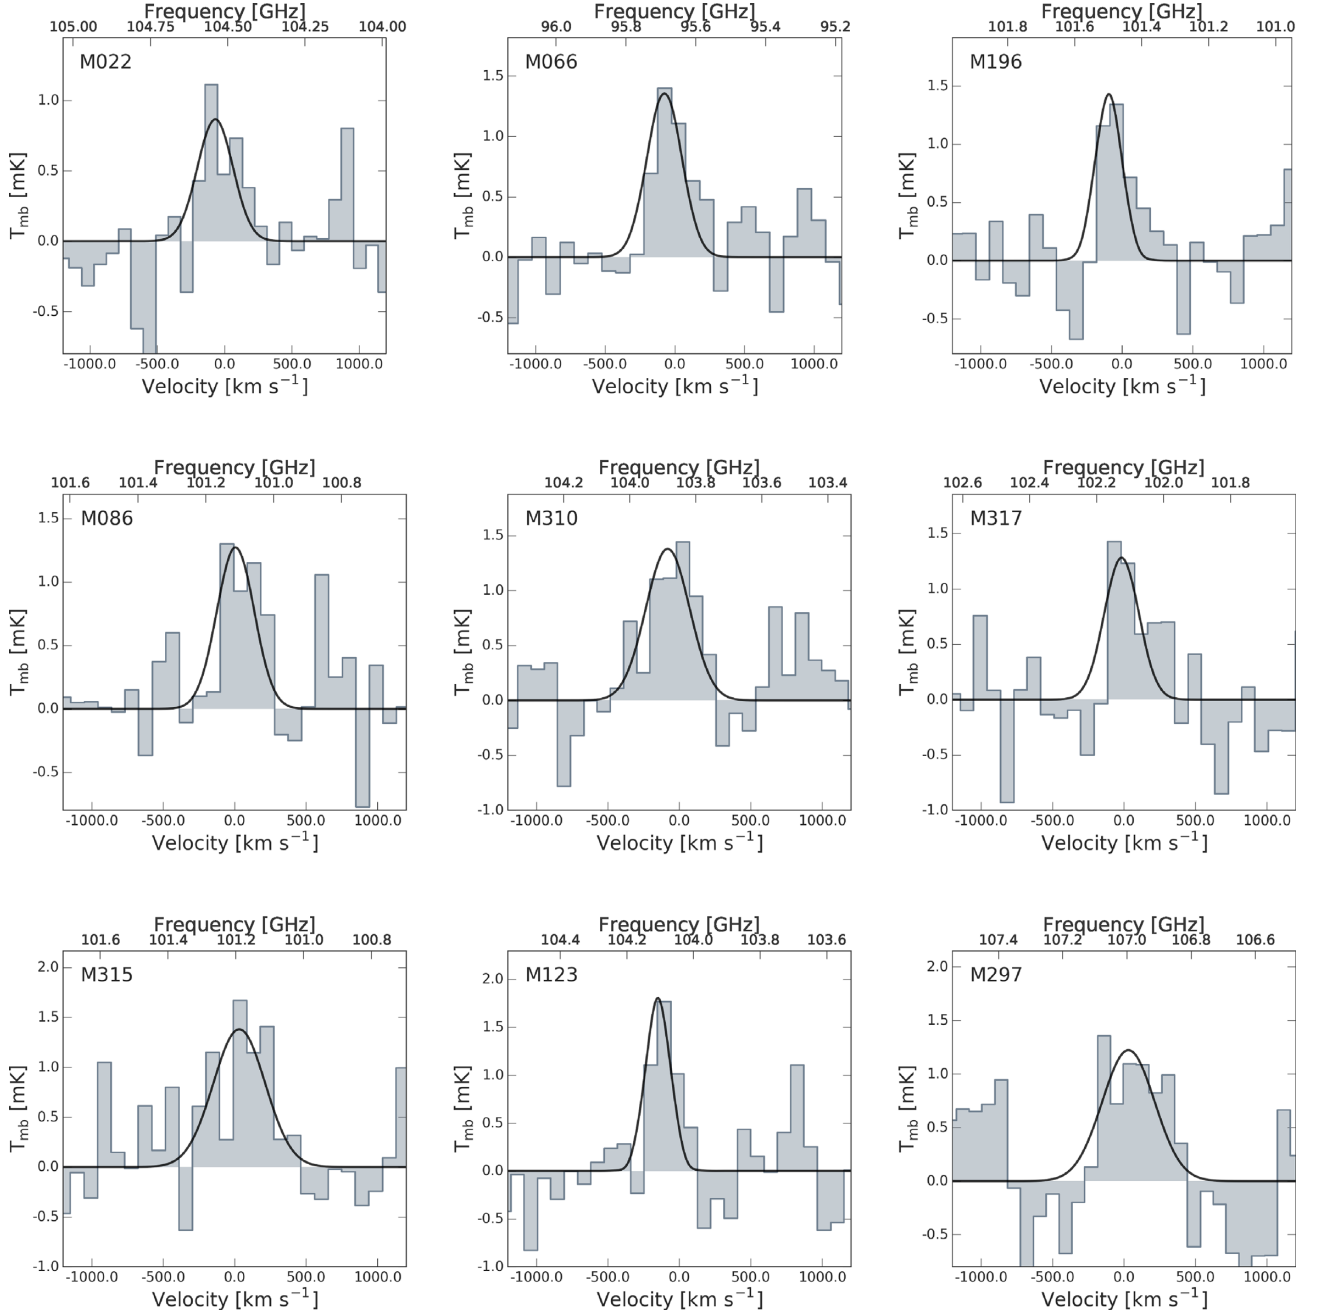 Frequency [GHz] Frequency [GHz] Frequency [GHz]
105.00 104.75 104.50 104.25 104.00 96.0 95.8 95.6 95.4 95.2 101.8 101.6 101.4 101.2 101.0
M022 M066 M196
1.0 0.5 0.0 -0.5 1.5 1.0 0.5 0.0 -0.5 1.5 1.0 0.5 0.0 -0.5
Tmb [mK] Tmb [mK] Tmb [mK]
-1000.0 -500.0 0.0 500.0 1000.0 -1000.0 -500.0 0.0 500.0 1000.0 -1000.0 -500.0 0.0 500.0 1000.0
Velocity [km s−1] Velocity [km s−1] Velocity [km s−1]
Frequency [GHz] Frequency [GHz] Frequency [GHz]
101.6 101.4 101.2 101.0 100.8 104.2 104.0 103.8 103.6 103.4 102.6 102.4 102.2 102.0 101.8
M086 M310 M317
1.5 1.0 0.5 0.0 -0.5 1.5 1.0 0.5 0.0 -0.5 -1.0 1.5 1.0 0.5 0.0 -0.5 -1.0
Tmb [mK] Tmb [mK] Tmb [mK]
-1000.0 -500.0 0.0 500.0 1000.0 -1000.0 -500.0 0.0 500.0 1000.0 -1000.0 -500.0 0.0 500.0 1000.0
Velocity [km s−1] Velocity [km s−1] Velocity [km s−1]
Frequency [GHz] Frequency [GHz] Frequency [GHz]
101.6 101.4 101.2 101.0 100.8 104.4 104.2 104.0 103.8 103.6 107.4 107.2 107.0 106.8 106.6
M315 M123 M297
2.0 1.5 1.0 0.5 0.0 -0.5 -1.0 2.0 1.5 1.0 0.5 0.0 -0.5 -1.0 2.0 1.5 1.0 0.5 0.0 -0.5
Tmb [mK] Tmb [mK] Tmb [mK]
-1000.0 -500.0 0.0 500.0 1000.0 -1000.0 -500.0 0.0 500.0 1000.0 -1000.0 -500.0 0.0 500.0 1000.0
Velocity [km s−1] Velocity [km s−1] Velocity [km s−1]